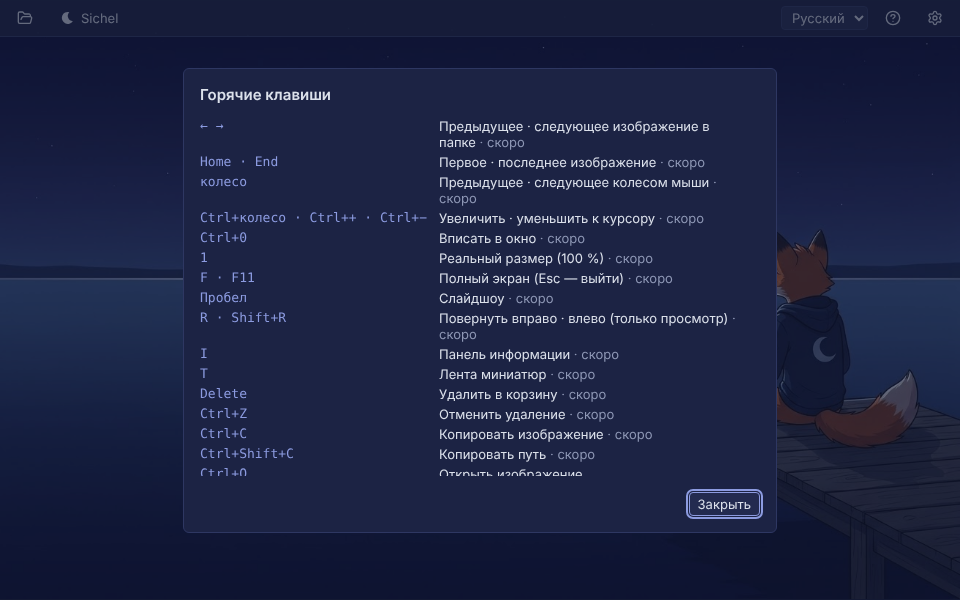 Sichel
Русский
Горячие клавиши
← → Предыдущее · следующее изображение в
папке · скоро
Home · End Первое · последнее изображение · скоро
колесо Предыдущее · следующее колесом мыши ·
скоро
Ctrl+колесо · Ctrl++ · Ctrl+− Увеличить · уменьшить к курсору · скоро
Ctrl+0 Вписать в окно · скоро
1 Реальный размер (100 %) · скоро
F · F11 Полный экран (Esc — выйти) · скоро
Пробел Слайдшоу · скоро
R · Shift+R Повернуть вправо · влево (только просмотр) ·
скоро
I Панель информации · скоро
T Лента миниатюр · скоро
Delete Удалить в корзину · скоро
Ctrl+Z Отменить удаление · скоро
Ctrl+C Копировать изображение · скоро
Ctrl+Shift+C Копировать путь · скоро
Ctrl+O Открыть изображение
Закрыть